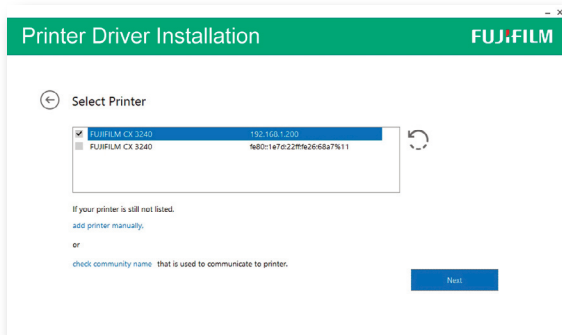 Printer Driver Installation
FUJIFILM
Select Printer
FUJIFILM CX 3240 192.168.1.200
FUJIFILM CX 3240 fe80::1e7d:22ff:fe26:68a7%11
If your printer is still not listed.
add printer manually.
or
check community name that is used to communicate to printer.
Next